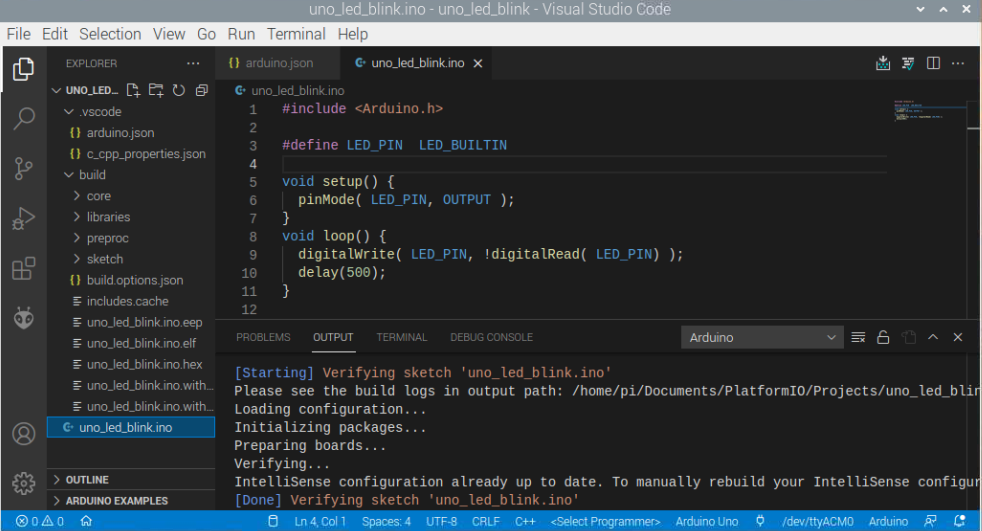 uno_led_blink.ino - uno_led_blink - Visual Studio Code
File Edit Selection View Go Run Terminal Help
EXPLORER ...
UNO_LED...
.vscode
{} arduino.json
{} c_cpp_properties.json
build
core
libraries
preproc
sketch
{} build.options.json
includes.cache
uno_led_blink.ino.eep
uno_led_blink.ino.elf
uno_led_blink.ino.hex
uno_led_blink.ino.with...
uno_led_blink.ino.with...
uno_led_blink.ino
OUTLINE
ARDUINO EXAMPLES
{} arduino.json uno_led_blink.ino
uno_led_blink.ino
1 #include <Arduino.h>
2
3 #define LED_PIN  LED_BUILTIN
4
5 void setup() {
6   pinMode( LED_PIN, OUTPUT );
7 }
8 void loop() {
9   digitalWrite( LED_PIN, !digitalRead( LED_PIN) );
10   delay(500);
11 }
12
PROBLEMS OUTPUT TERMINAL DEBUG CONSOLE Arduino
[Starting] Verifying sketch 'uno_led_blink.ino'
Please see the build logs in output path: /home/pi/Documents/PlatformIO/Projects/uno_led_blin
Loading configuration...
Initializing packages...
Preparing boards...
Verifying...
IntelliSense configuration already up to date. To manually rebuild your IntelliSense configur
[Done] Verifying sketch 'uno_led_blink.ino'
0 0 Ln 4, Col 1 Spaces: 4 UTF-8 CRLF C++ <Select Programmer> Arduino Uno /dev/ttyACM0 Arduino